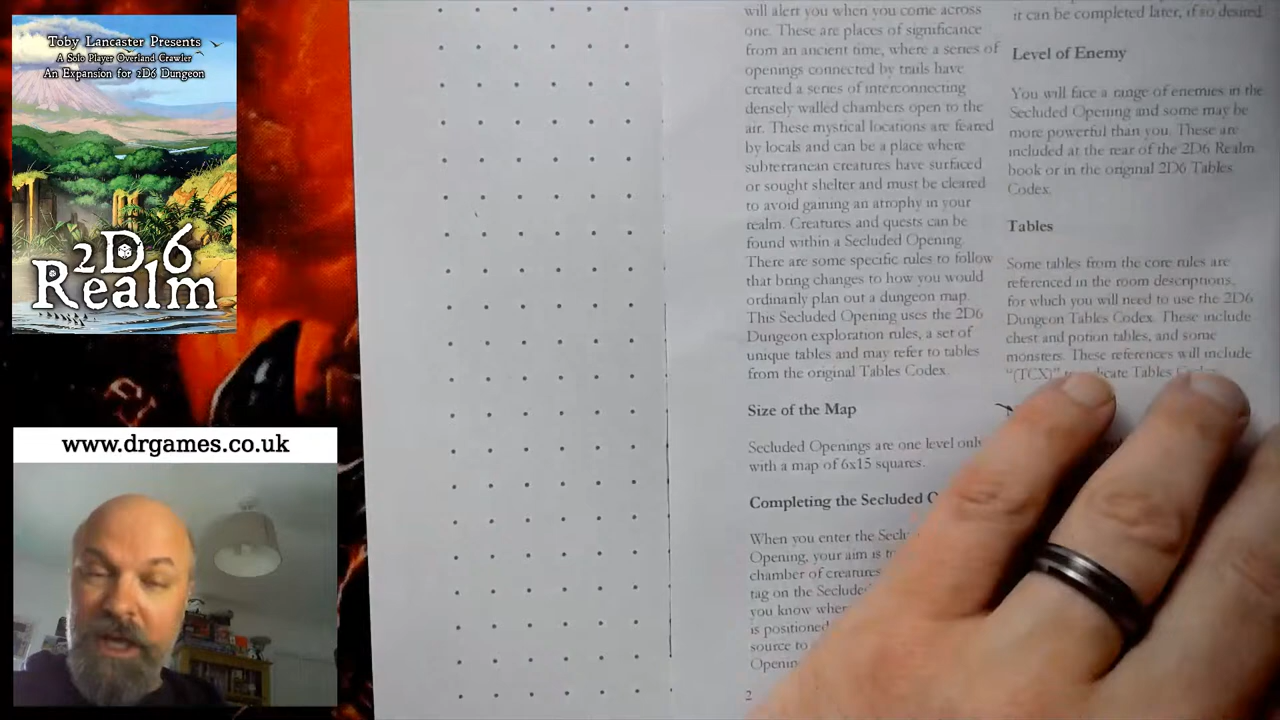 Toby Lancaster Presents
A Solo Player Overland Crawler
An Expansion for 2D6 Dungeon
2D6
Realm
www.drgames.co.uk
will alert you when you come across
one. These are places of significance
from an ancient time, where a series of
openings connected by trails have
created a series of interconnecting
densely walled chambers open to the
air. These mystical locations are feared
by locals and can be a place where
subterranean creatures have surfaced
or sought shelter and must be cleared
to avoid gaining an atrophy in your
realm. Creatures and quests can be
found within a Secluded Opening.
There are some specific rules to follow
that bring changes to how you would
ordinarily plan out a dungeon map.
This Secluded Opening uses the 2D6
Dungeon exploration rules, a set of
unique tables and may refer to tables
from the original Tables Codex.
Size of the Map
Secluded Openings are one level only
with a map of 6x15 squares.
Completing the Secluded O
When you enter the Seclu
Opening, your aim is to
chamber of creatures
tag on the Secluded
you know wher
is positioned
source to
Openin
2
it can be completed later, if so desired.
Level of Enemy
You will face a range of enemies in the
Secluded Opening and some may be
more powerful than you. These are
included at the rear of the 2D6 Realm
book or in the original 2D6 Tables
Codex.
Tables
Some tables from the core rules are
referenced in the room descriptions,
for which you will need to use the 2D6
Dungeon Tables Codex. These include
chest and potion tables, and some
monsters. These references will include
"(TCX)" Tables